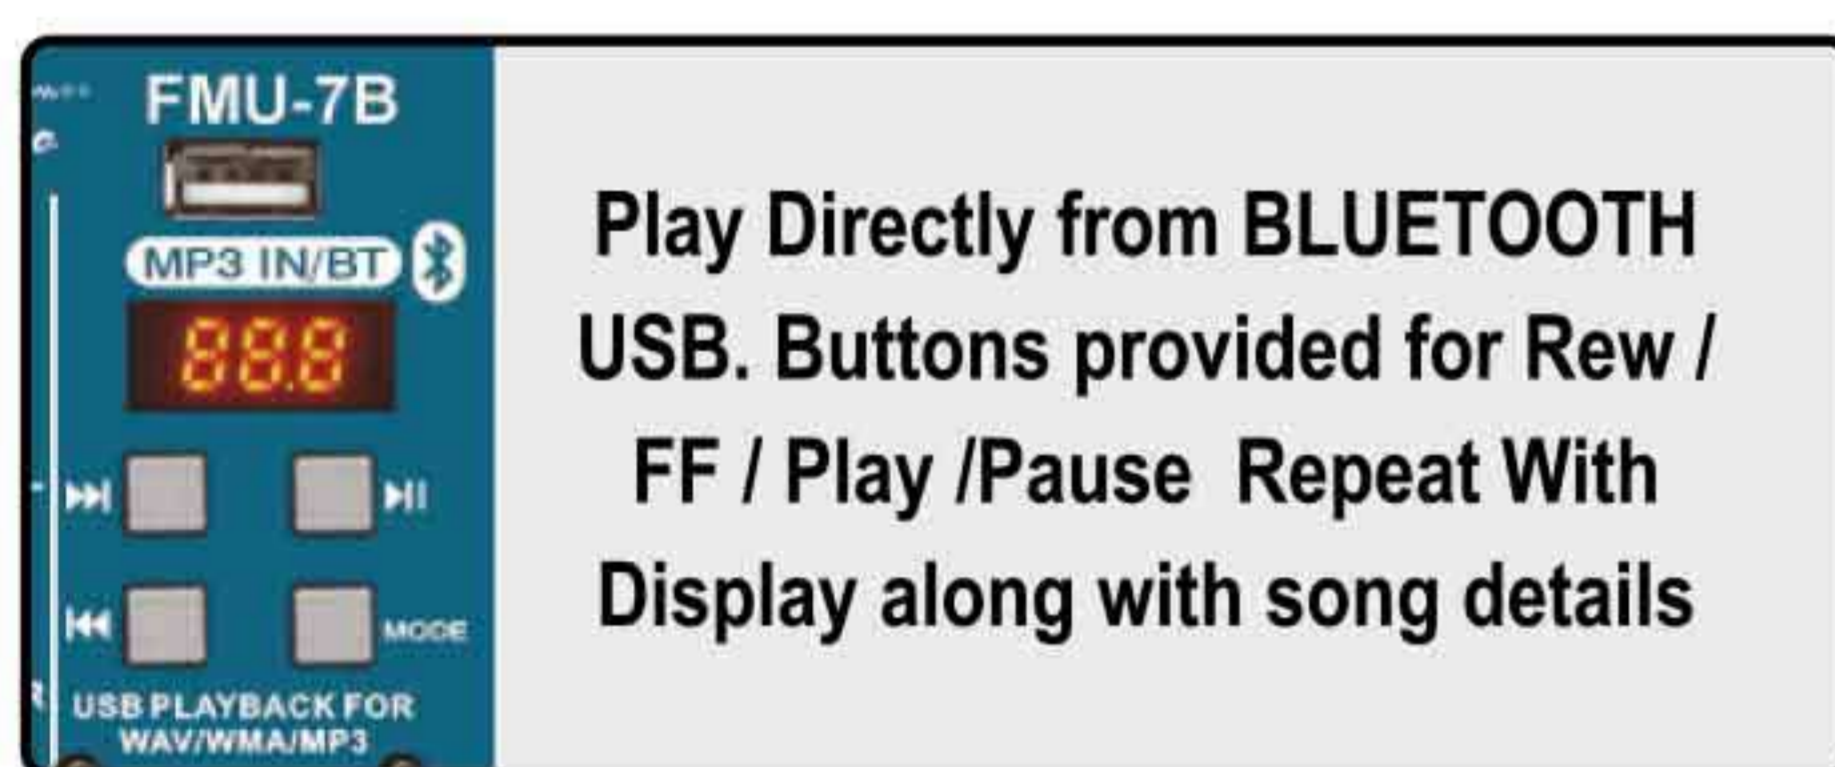 FMU-7B
MP3 IN/BT
88.8
MODE
USB PLAYBACK FOR
WAV/WMA/MP3
Play Directly from BLUETOOTH
USB. Buttons provided for Rew /
FF / Play /Pause  Repeat With
Display along with song details